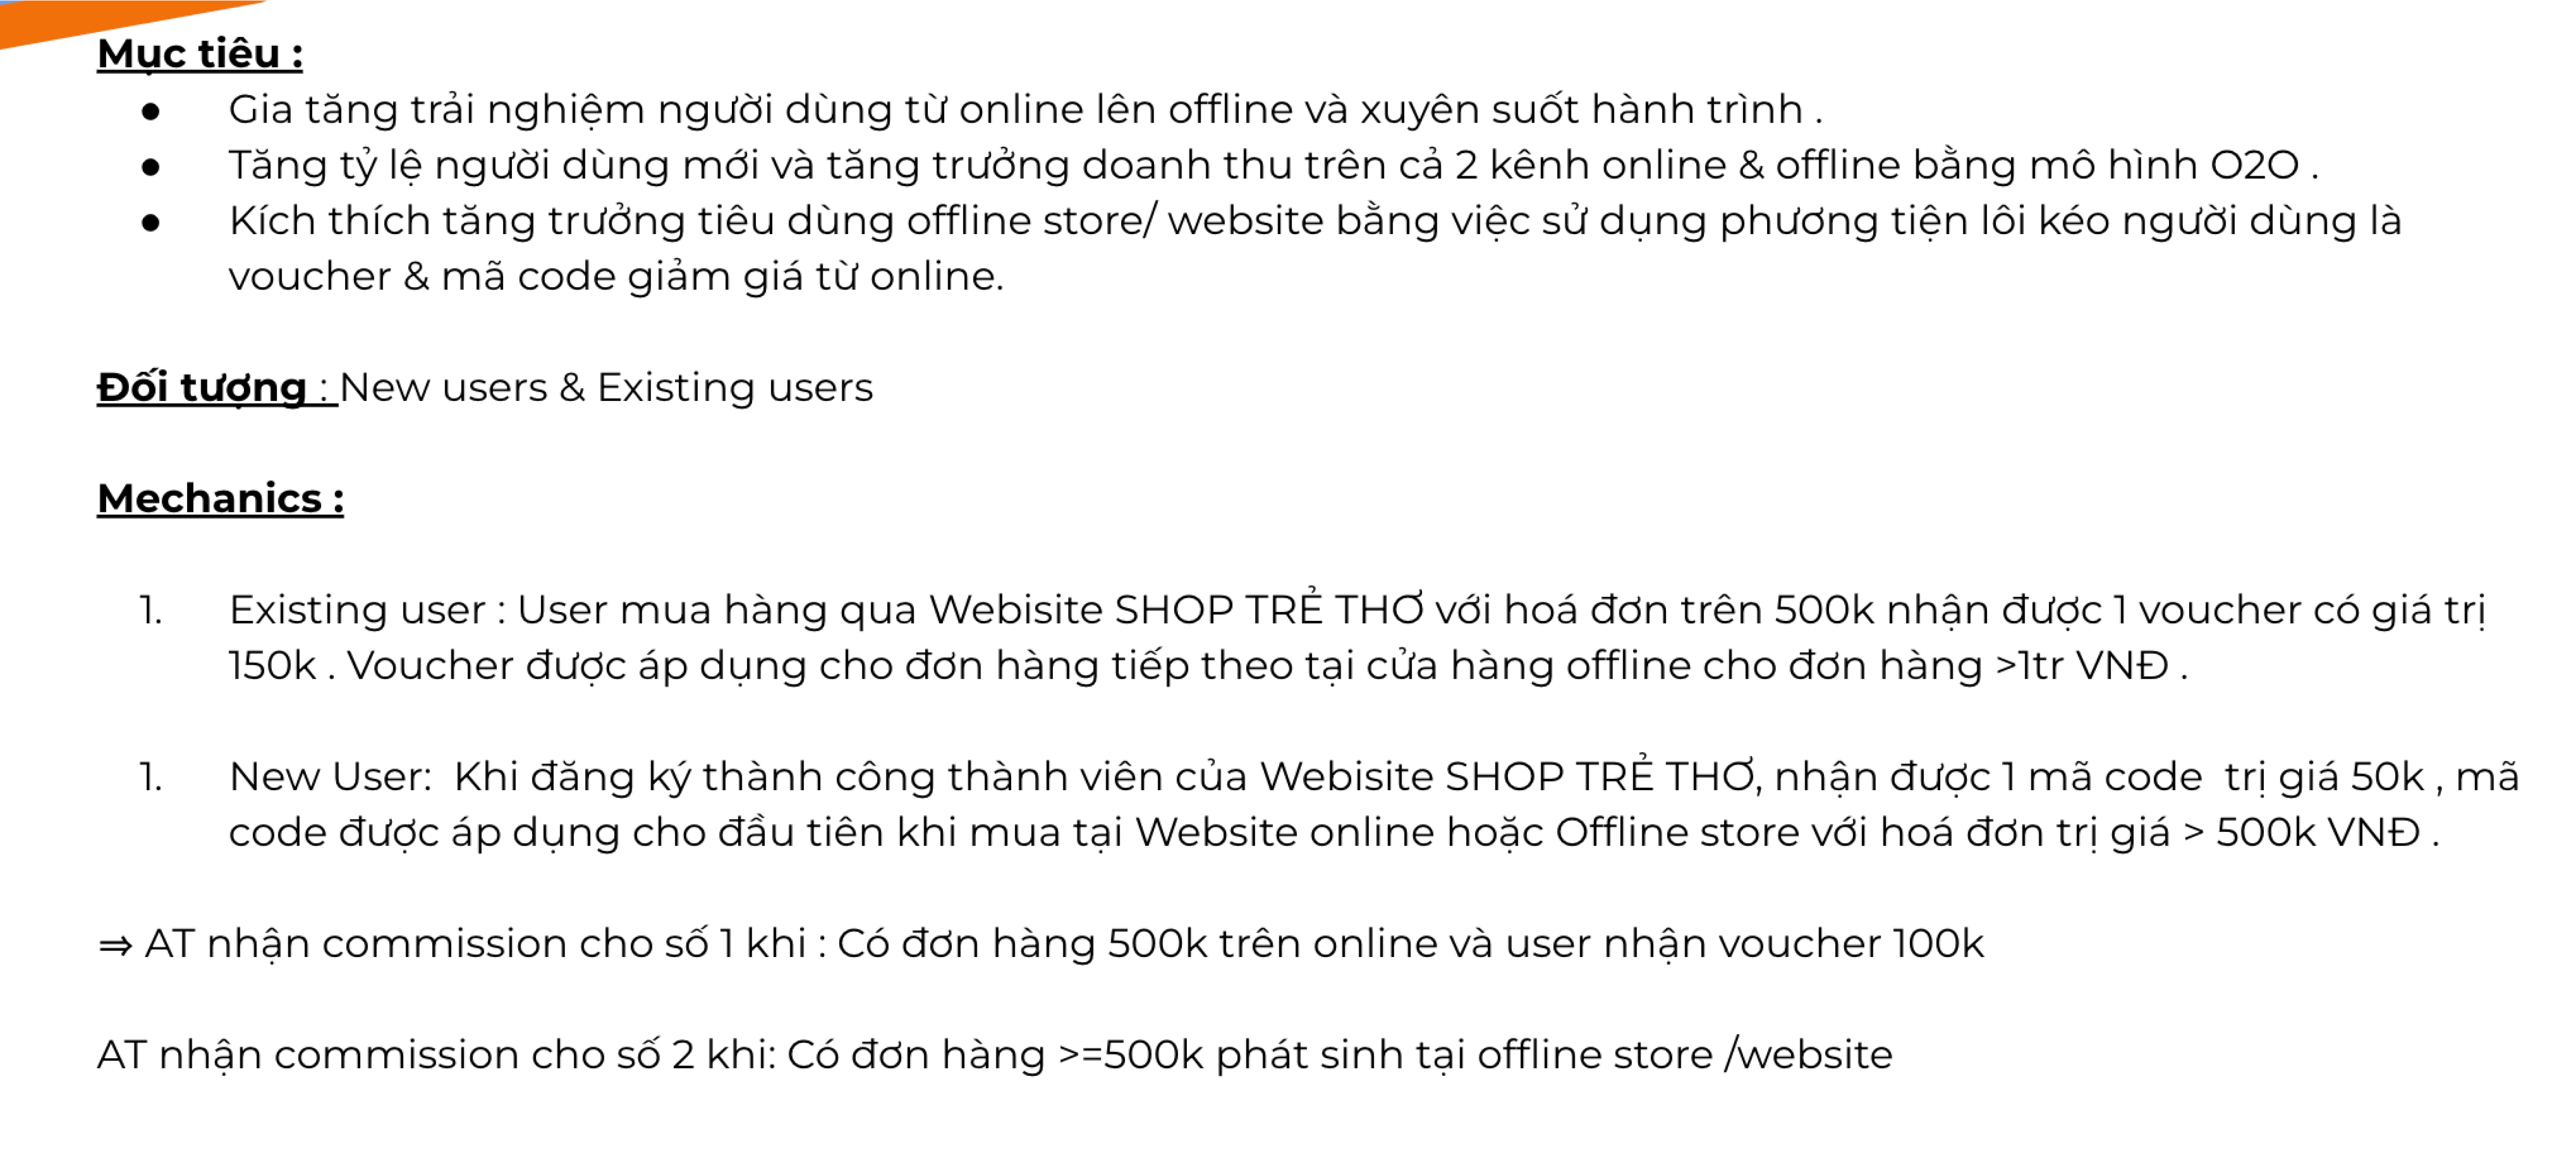 Mục tiêu :
● Gia tăng trải nghiệm người dùng từ online lên offline và xuyên suốt hành trình .
● Tăng tỷ lệ người dùng mới và tăng trưởng doanh thu trên cả 2 kênh online & offline bằng mô hình O2O .
● Kích thích tăng trưởng tiêu dùng offline store/ website bằng việc sử dụng phương tiện lôi kéo người dùng là
voucher & mã code giảm giá từ online.
Đối tượng : New users & Existing users
Mechanics :
1. Existing user : User mua hàng qua Webisite SHOP TRẺ THƠ với hoá đơn trên 500k nhận được 1 voucher có giá trị
150k . Voucher được áp dụng cho đơn hàng tiếp theo tại cửa hàng offline cho đơn hàng >1tr VNĐ .
1. New User:  Khi đăng ký thành công thành viên của Webisite SHOP TRẺ THƠ, nhận được 1 mã code  trị giá 50k , mã
code được áp dụng cho đầu tiên khi mua tại Website online hoặc Offline store với hoá đơn trị giá > 500k VNĐ .
⇒ AT nhận commission cho số 1 khi : Có đơn hàng 500k trên online và user nhận voucher 100k
AT nhận commission cho số 2 khi: Có đơn hàng >=500k phát sinh tại offline store /website